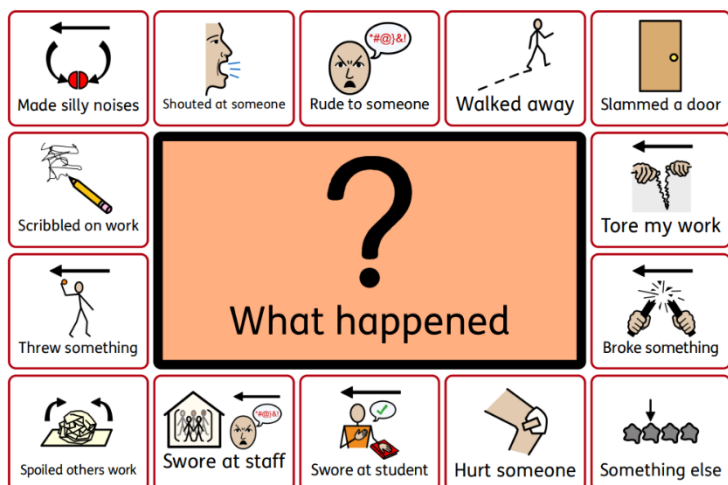 *#@}&!
Made silly noises
Shouted at someone
Rude to someone
Walked away
Slammed a door
Scribbled on work
?
What happened
Tore my work
Threw something
Broke something
*#@}&!
Spoiled others work
Swore at staff
Swore at student
Hurt someone
Something else